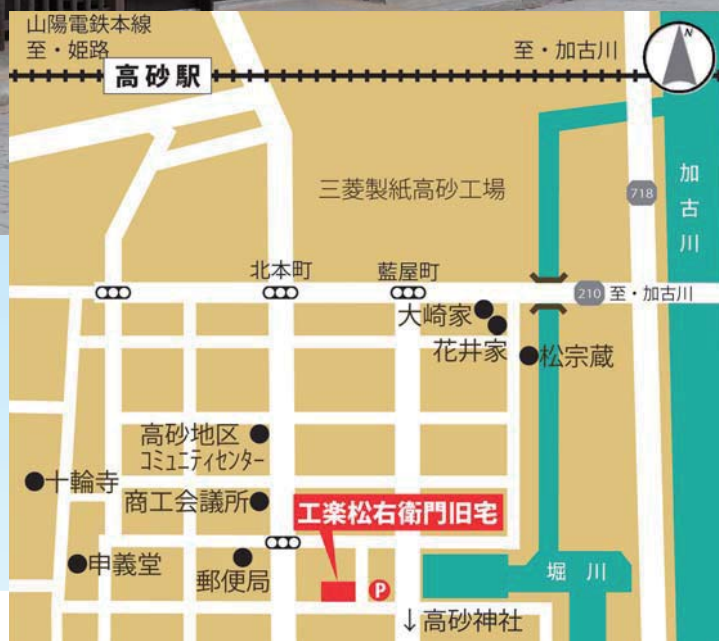 山陽電鉄本線
至・姫路
至・加古川
N
高砂駅
三菱製紙高砂工場
718
加古川
北本町
藍屋町
210
至・加古川
大崎家
花井家
松宗蔵
高砂地区
コミュニティセンター
十輪寺
商工会議所
工楽松右衛門旧宅
申義堂
郵便局
P
堀川
↓高砂神社